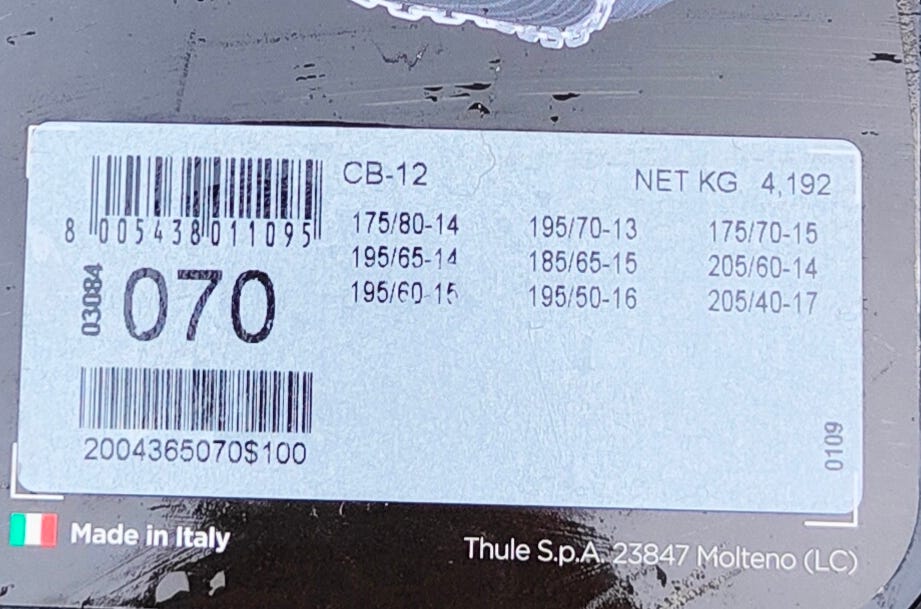 CB-12
NET KG 4,192
8 005438 011095
175/80-14 195/70-13 175/70-15
195/65-14 185/65-15 205/60-14
195/60-15 195/50-16 205/40-17
03084
070
2004365070$100
0109
Made in Italy
Thule S.p.A. 23847 Molteno (LC)